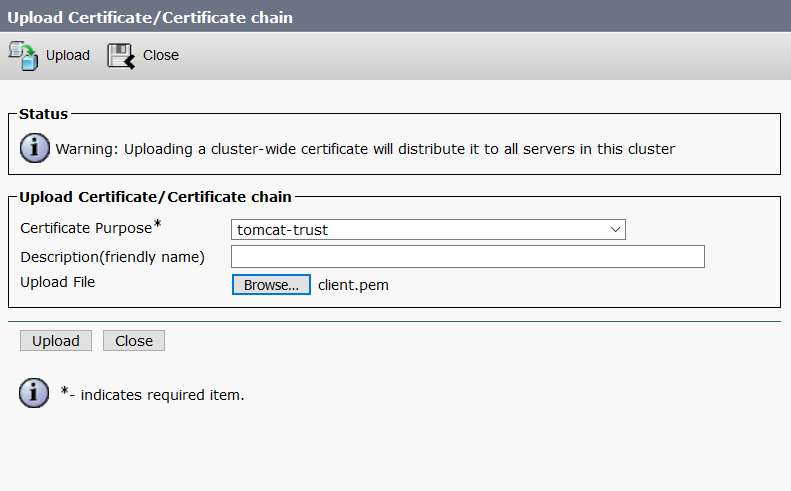 Upload Certificate/Certificate chain
Upload Close
Status
Warning: Uploading a cluster-wide certificate will distribute it to all servers in this cluster
Upload Certificate/Certificate chain
Certificate Purpose* tomcat-trust
Description(friendly name)
Upload File Browse... client.pem
Upload Close
*- indicates required item.